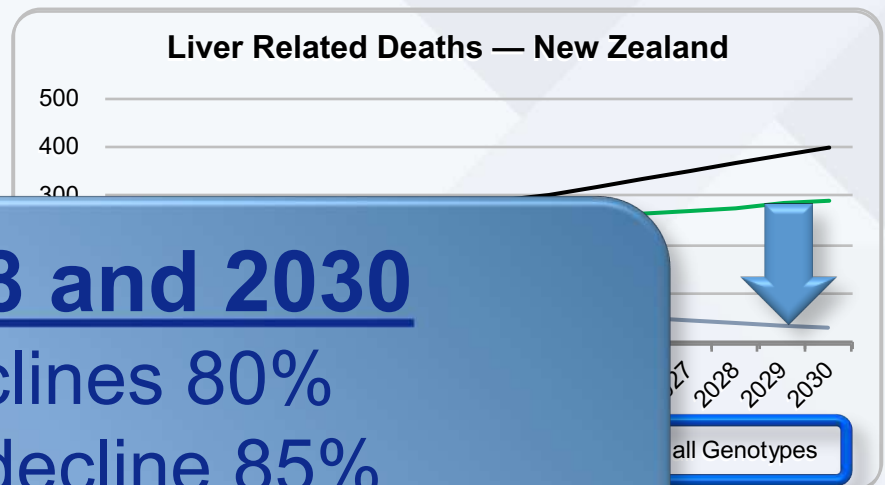 Liver Related Deaths — New Zealand
500
400
300
3 and 2030
clines 80%
decline 85%
2028
2029
2030
all Genotypes